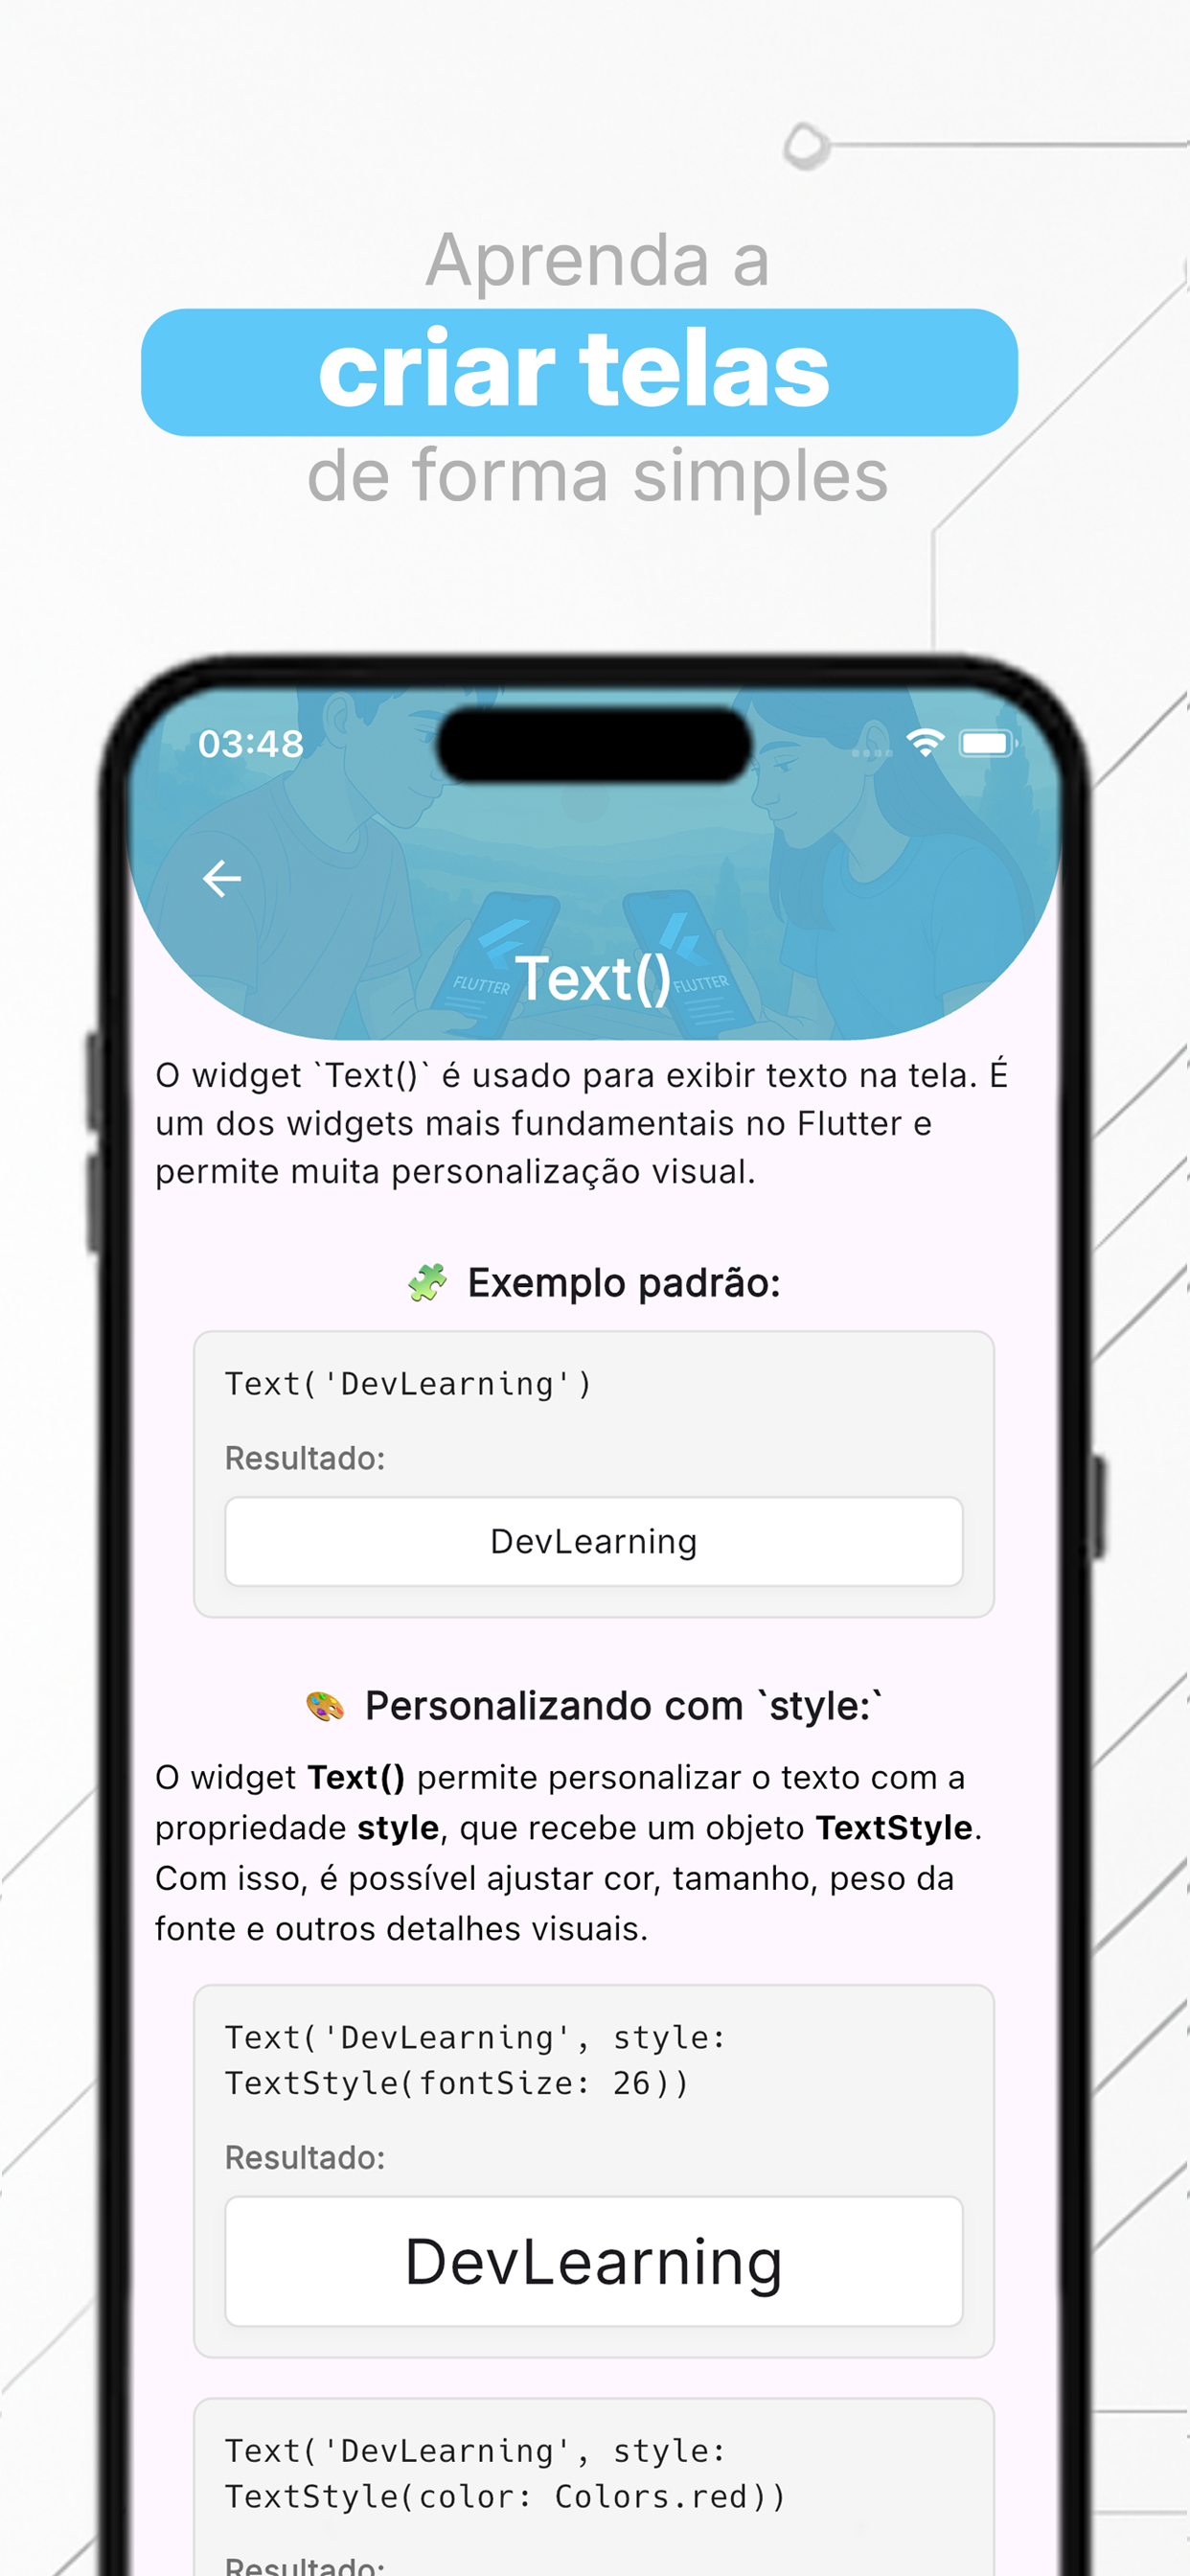 Aprenda a
criar telas
de forma simples
03:48
FLUTTER
FLUTTER
Text()
O widget `Text()` é usado para exibir texto na tela. É
um dos widgets mais fundamentais no Flutter e
permite muita personalização visual.
Exemplo padrão:
Text('DevLearning')
Resultado:
DevLearning
Personalizando com `style:`
O widget Text() permite personalizar o texto com a
propriedade style, que recebe um objeto TextStyle.
Com isso, é possível ajustar cor, tamanho, peso da
fonte e outros detalhes visuais.
Text('DevLearning', style:
TextStyle(fontSize: 26))
Resultado:
DevLearning
Text('DevLearning', style:
TextStyle(color: Colors.red))
Resultado: